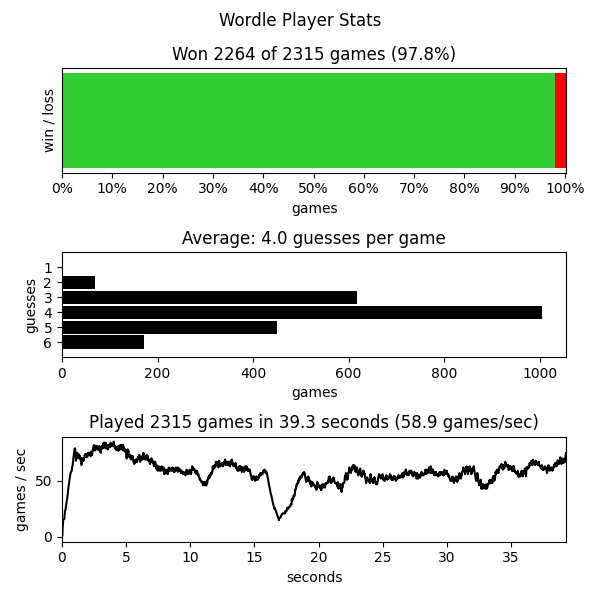 Wordle Player Stats
Won 2264 of 2315 games (97.8%)
win / loss
0% 10% 20% 30% 40% 50% 60% 70% 80% 90% 100%
games
Average: 4.0 guesses per game
guesses
1
2
3
4
5
6
0 200 400 600 800 1000
games
Played 2315 games in 39.3 seconds (58.9 games/sec)
games / sec
50
0
0 5 10 15 20 25 30 35
seconds